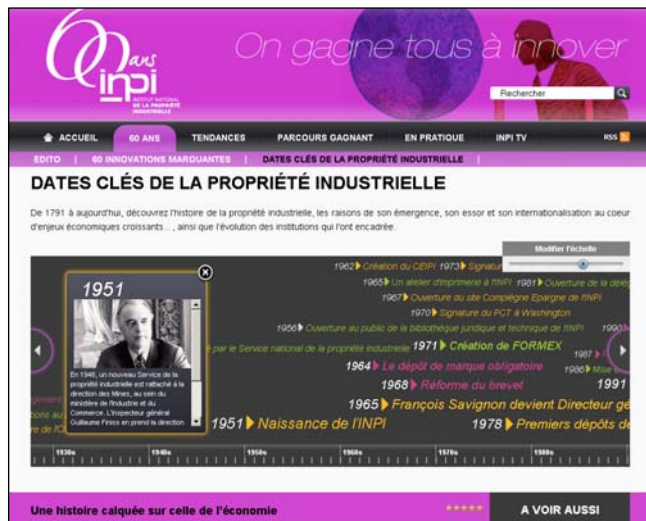 60 ans
inpi
INSTITUT NATIONAL
DE LA PROPRIÉTÉ
INDUSTRIELLE
On gagne tous à innover
Rechercher
ACCUEIL
60 ANS
TENDANCES
PARCOURS GAGNANT
EN PRATIQUE
INPI TV
RSS
EDITO | 60 INNOVATIONS MARQUANTES | DATES CLÉS DE LA PROPRIÉTÉ INDUSTRIELLE |
DATES CLÉS DE LA PROPRIÉTÉ INDUSTRIELLE
De 1791 à aujourd'hui, découvrez l'histoire de la propriété industrielle, les raisons de son émergence, son essor et son internationalisation au coeur
d'enjeux économiques croissants... , ainsi que l'évolution des institutions qui l'ont encadrée.
Modifier l'échelle
1962 Création du CEIPI 1973 Signatu
1965 Un atelier d'imprimerie à l'INPI 1981 Ouverture de la délég
1967 Ouverture du site Compiègne Epargne de l'INPI
1970 Signature du PCT à Washington
1956 Ouverture au public de la bibliothèque juridique et technique de l'INPI 1990
par le Service national de la propriété industrielle 1971 Création de FORMEX 1987
1964 Le dépôt de marque obligatoire 1986 Mise
1968 Réforme du brevet 1991
1965 François Savignon devient Directeur gé
1951 Naissance de l'INPI 1978 Premiers dépôts de
1951
En 1946, un nouveau Service de la
propriété industrielle est rattaché à la
direction des Mines, au sein du
ministère de l'Industrie et du
Commerce. L'inspecteur général
Guillaume Finiss en prend la direction
1930s 1940s 1950s 1960s 1970s 1980s
Une histoire calquée sur celle de l'économie
A VOIR AUSSI